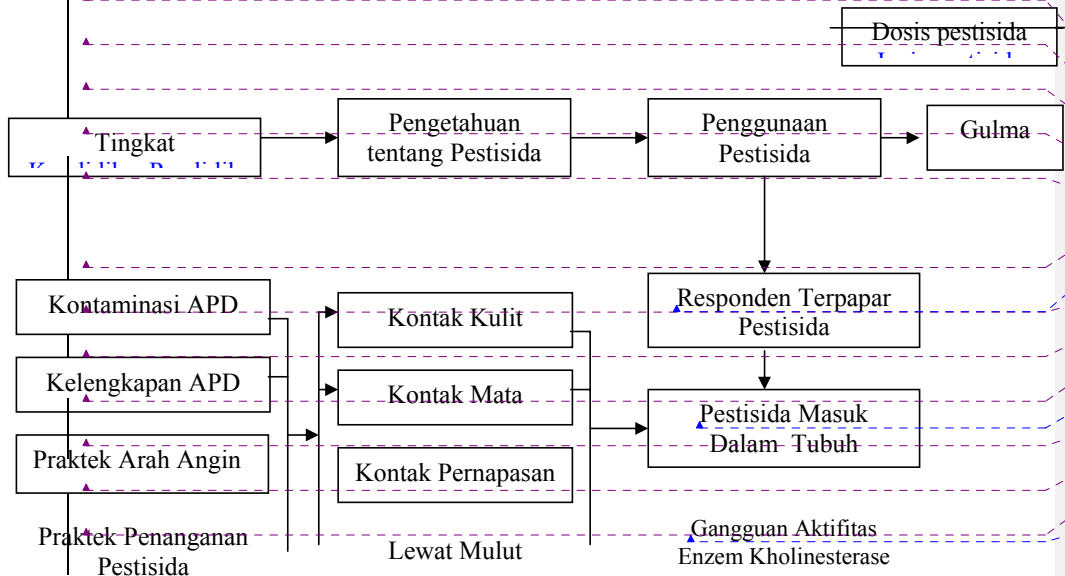 Dosis pestisida
Tingkat
Pengetahuan
tentang Pestisida
Penggunaan
Pestisida
Gulma
Kontaminasi APD
Kelengkapan APD
Praktek Arah Angin
Praktek Penanganan
Pestisida
Kontak Kulit
Kontak Mata
Kontak Pernapasan
Lewat Mulut
Responden Terpapar
Pestisida
Pestisida Masuk
Dalam Tubuh
Gangguan Aktifitas
Enzem Kholinesterase